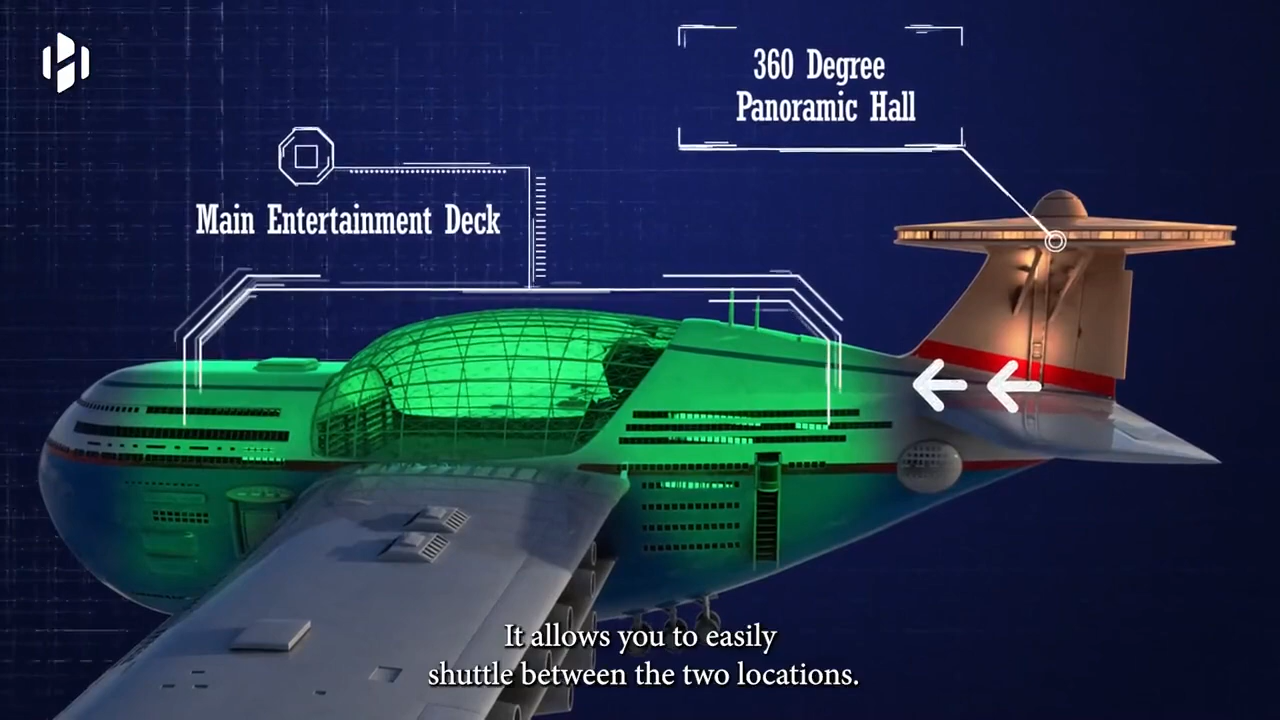 360 Degree
Panoramic Hall
Main Entertainment Deck
It allows you to easily
shuttle between the two locations.